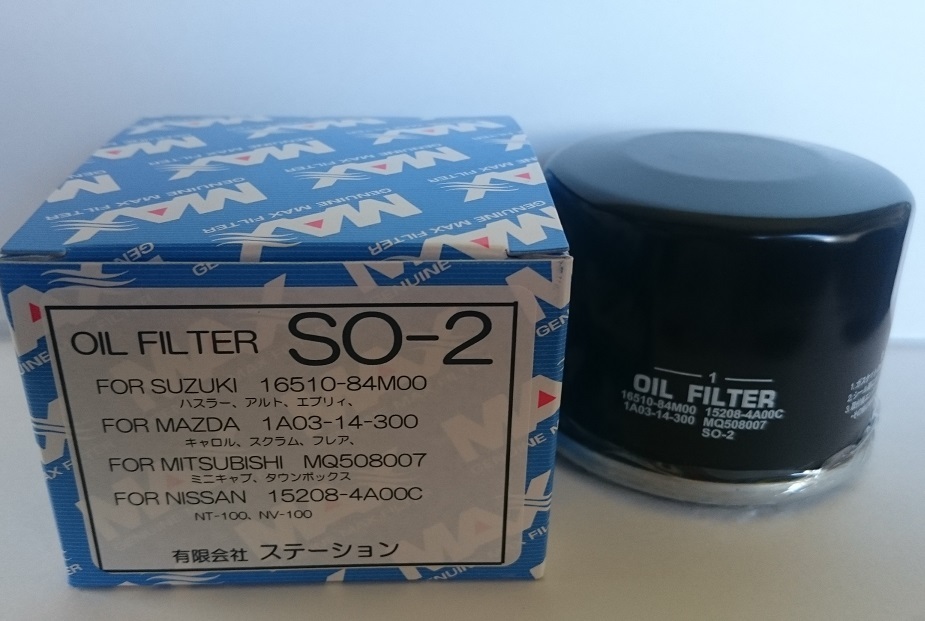 MAX
GENUINE MAX FILTER
OIL FILTER SO-2
FOR SUZUKI 16510-84M00
ハスラー、アルト、エブリィ、
FOR MAZDA 1A03-14-300
キャロル、スクラム、フレア、
FOR MITSUBISHI MQ508007
ミニキャブ、タウンボックス
FOR NISSAN 15208-4A00C
NT-100、NV-100
有限会社 ステーション
1
OIL FILTER
16510-84M00 15208-4A00C
1A03-14-300 MQ508007
SO-2